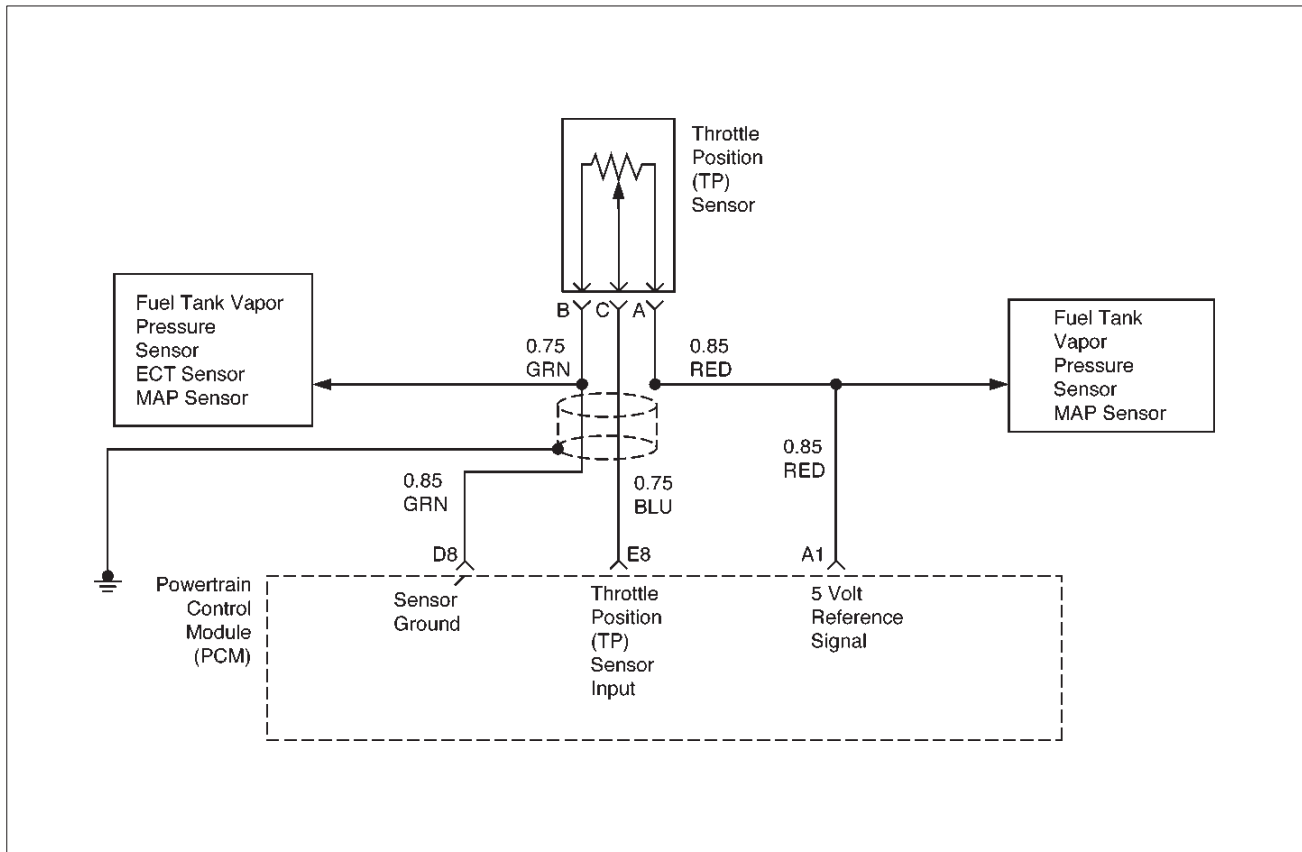 Throttle
Position
(TP)
Sensor
Fuel Tank Vapor
Pressure
Sensor
ECT Sensor
MAP Sensor
B
C
A
0.75
GRN
0.85
RED
Fuel Tank
Vapor
Pressure
Sensor
MAP Sensor
0.85
GRN
0.75
BLU
0.85
RED
D8
E8
A1
Powertrain
Control
Module
(PCM)
Sensor
Ground
Throttle
Position
(TP)
Sensor
Input
5 Volt
Reference
Signal